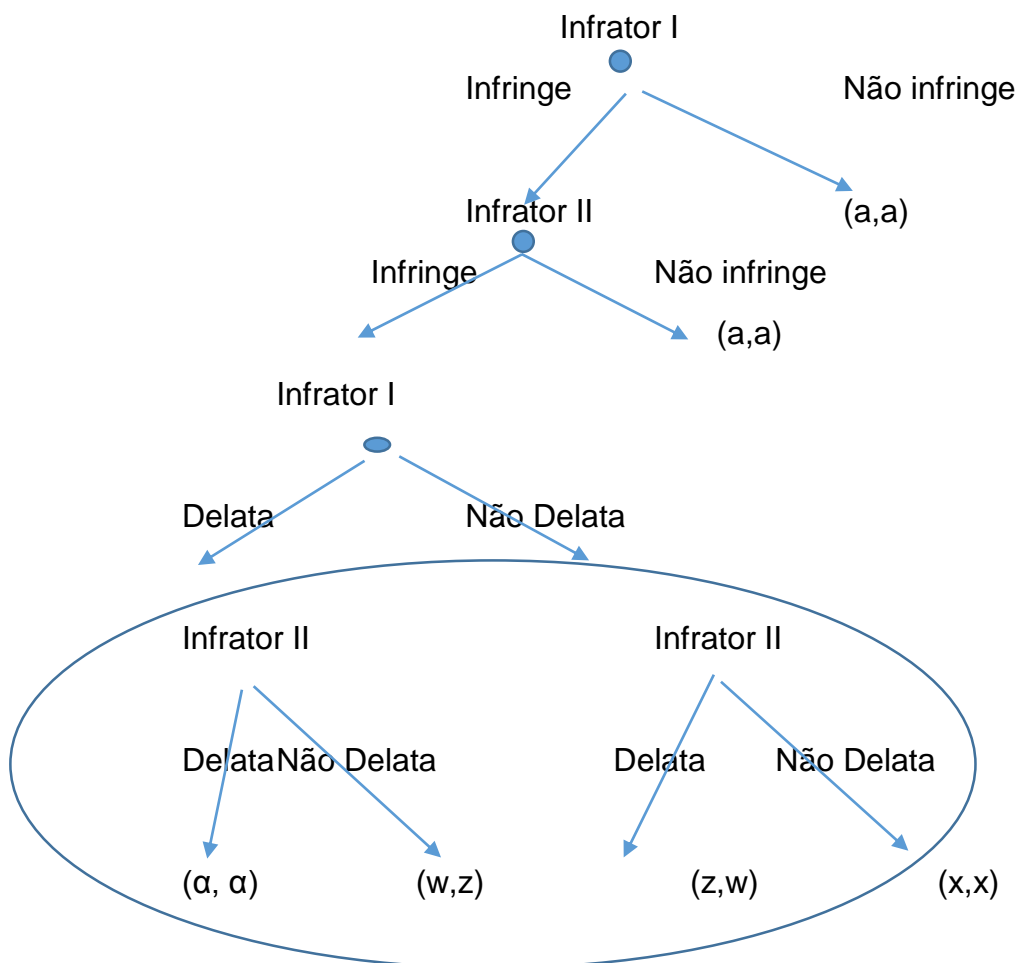 Infrator I
Infringe Não infringe
Infrator II (a,a)
Infringe Não infringe
(a,a)
Infrator I
Delata Não Delata
Infrator II Infrator II
Delata Não Delata Delata Não Delata
(α, α) (w,z) (z,w) (x,x)